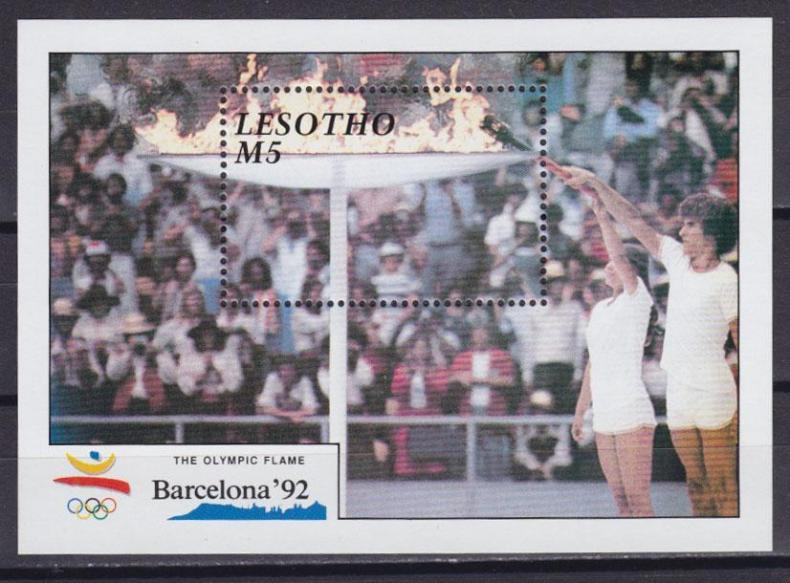 LESOTHO
M5
THE OLYMPIC FLAME
Barcelona '92